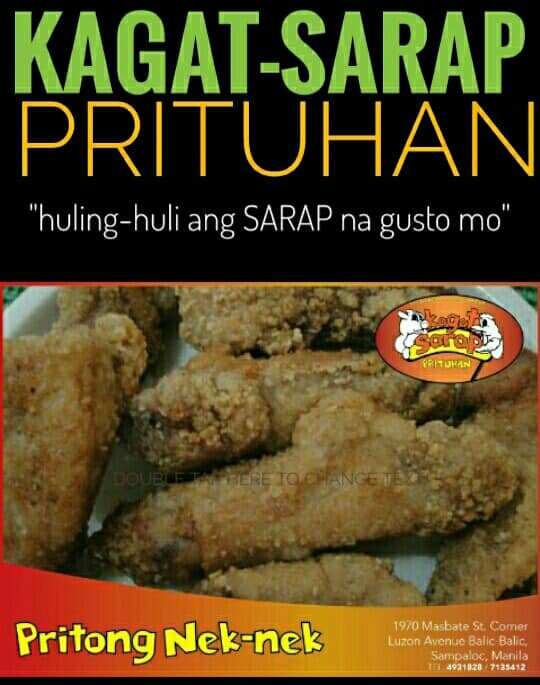 KAGAT-SARAP
PRITUHAN
"huling-huli ang SARAP na gusto mo"
kagat
sarap
PRITUHAN
DOUBLE TAP HERE TO CHANGE TEXT
Pritong Nek-nek
1970 Masbate St. Corner
Luzon Avenue Balic-Balic,
Sampaloc, Manila
TEL. 4931828 / 7135412